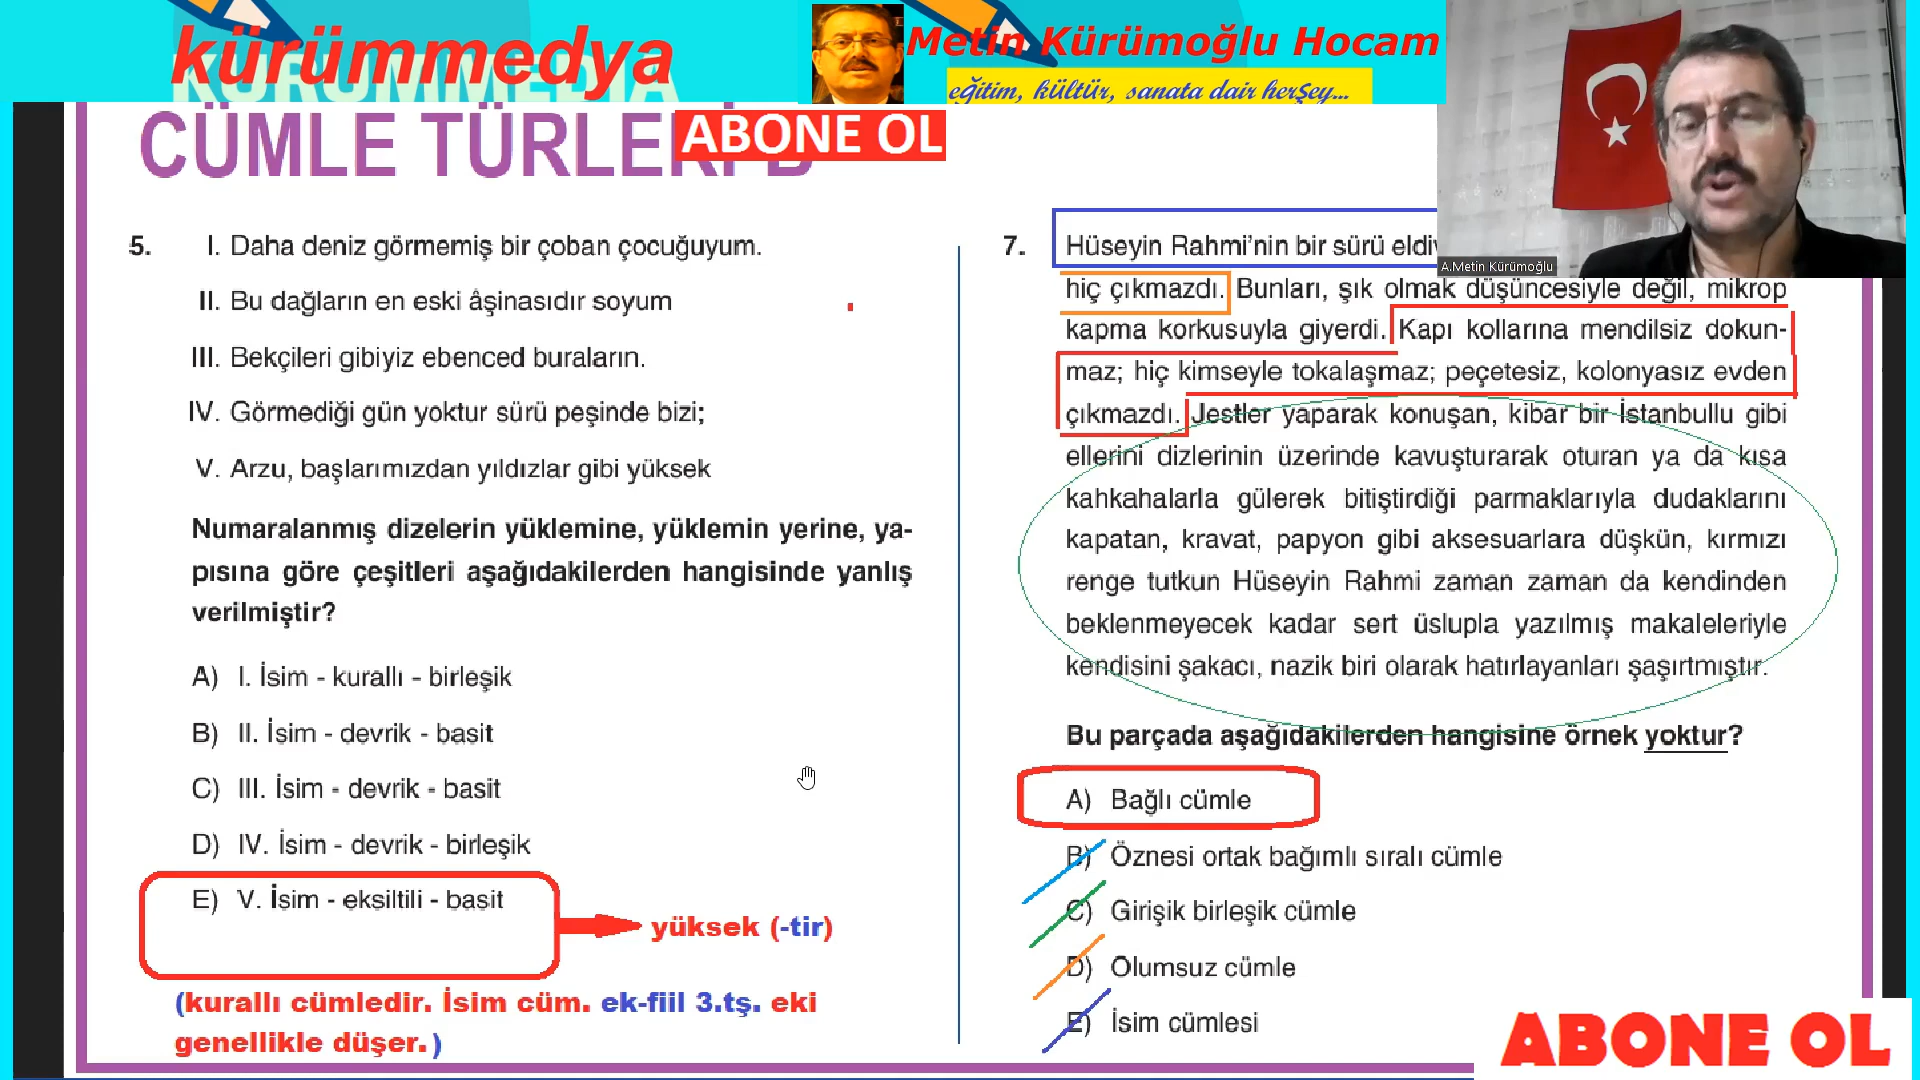 kürümmedya
KURUMMEDIA
Metin Kürümoğlu Hocam
eğitim, kültür, sanata dair herşey...
CÜMLE TÜRLERİ
ABONE OL
A.Metin Kürümoğlu
5. I. Daha deniz görmemiş bir çoban çocuğuyum.
II. Bu dağların en eski âşinasıdır soyum
III. Bekçileri gibiyiz ebenced buraların.
IV. Görmediği gün yoktur sürü peşinde bizi;
V. Arzu, başlarımızdan yıldızlar gibi yüksek
Numaralanmış dizelerin yüklemine, yüklemin yerine, ya-
pısına göre çeşitleri aşağıdakilerden hangisinde yanlış
verilmiştir?
A) I. İsim - kurallı - birleşik
B) II. İsim - devrik - basit
C) III. İsim - devrik - basit
D) IV. İsim - devrik - birleşik
E) V. İsim - eksiltili - basit
yüksek (-tir)
(kurallı cümledir. İsim cüm. ek-fiil 3.tş. eki
genellikle düşer.)
7. Hüseyin Rahmi'nin bir sürü
hiç çıkmazdı. Bunları, şık olmak düşüncesiyle değil, mikrop
kapma korkusuyla giyerdi. Kapı kollarına mendilsiz dokun-
maz; hiç kimseyle tokalaşmaz; peçetesiz, kolonyasız evden
çıkmazdı. Jestler yaparak konuşan, kibar bir İstanbullu gibi
ellerini dizlerinin üzerinde kavuşturarak oturan ya da kısa
kahkahalarla gülerek bitiştirdiği parmaklarıyla dudaklarını
kapatan, kravat, papyon gibi aksesuarlara düşkün, kırmızı
renge tutkun Hüseyin Rahmi zaman zaman da kendinden
beklenmeyecek kadar sert üslupla yazılmış makaleleriyle
kendisini şakacı, nazik biri olarak hatırlayanları şaşırtmıştır.
Bu parçada aşağıdakilerden hangisine örnek yoktur?
A) Bağlı cümle
B) Öznesi ortak bağımlı sıralı cümle
C) Girişik birleşik cümle
D) Olumsuz cümle
E) İsim cümlesi
ABONE OL